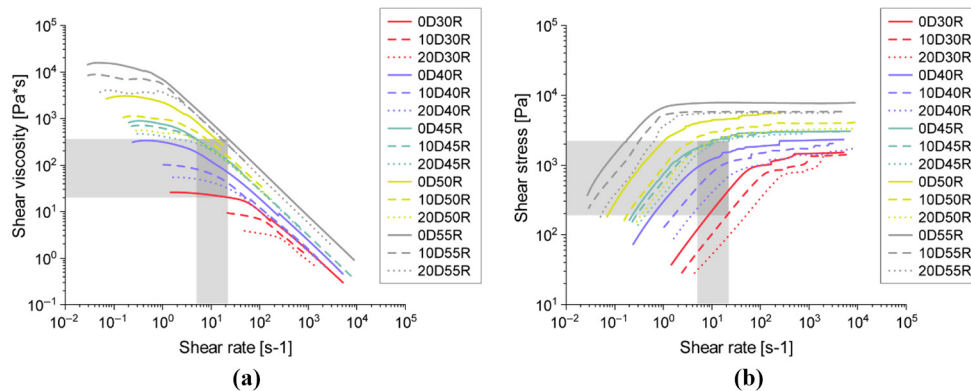 10⁵
10⁴
10³
10²
10¹
10⁰
10⁻¹
Shear viscosity [Pa*s]
10⁻² 10⁻¹ 10⁰ 10¹ 10² 10³ 10⁴ 10⁵
Shear rate [s-1]
0D30R
10D30R
20D30R
0D40R
10D40R
20D40R
0D45R
10D45R
20D45R
0D50R
10D50R
20D50R
0D55R
10D55R
20D55R
(a)
10⁵
10⁴
10³
10²
10¹
Shear stress [Pa]
10⁻² 10⁻¹ 10⁰ 10¹ 10² 10³ 10⁴ 10⁵
Shear rate [s-1]
0D30R
10D30R
20D30R
0D40R
10D40R
20D40R
0D45R
10D45R
20D45R
0D50R
10D50R
20D50R
0D55R
10D55R
20D55R
(b)